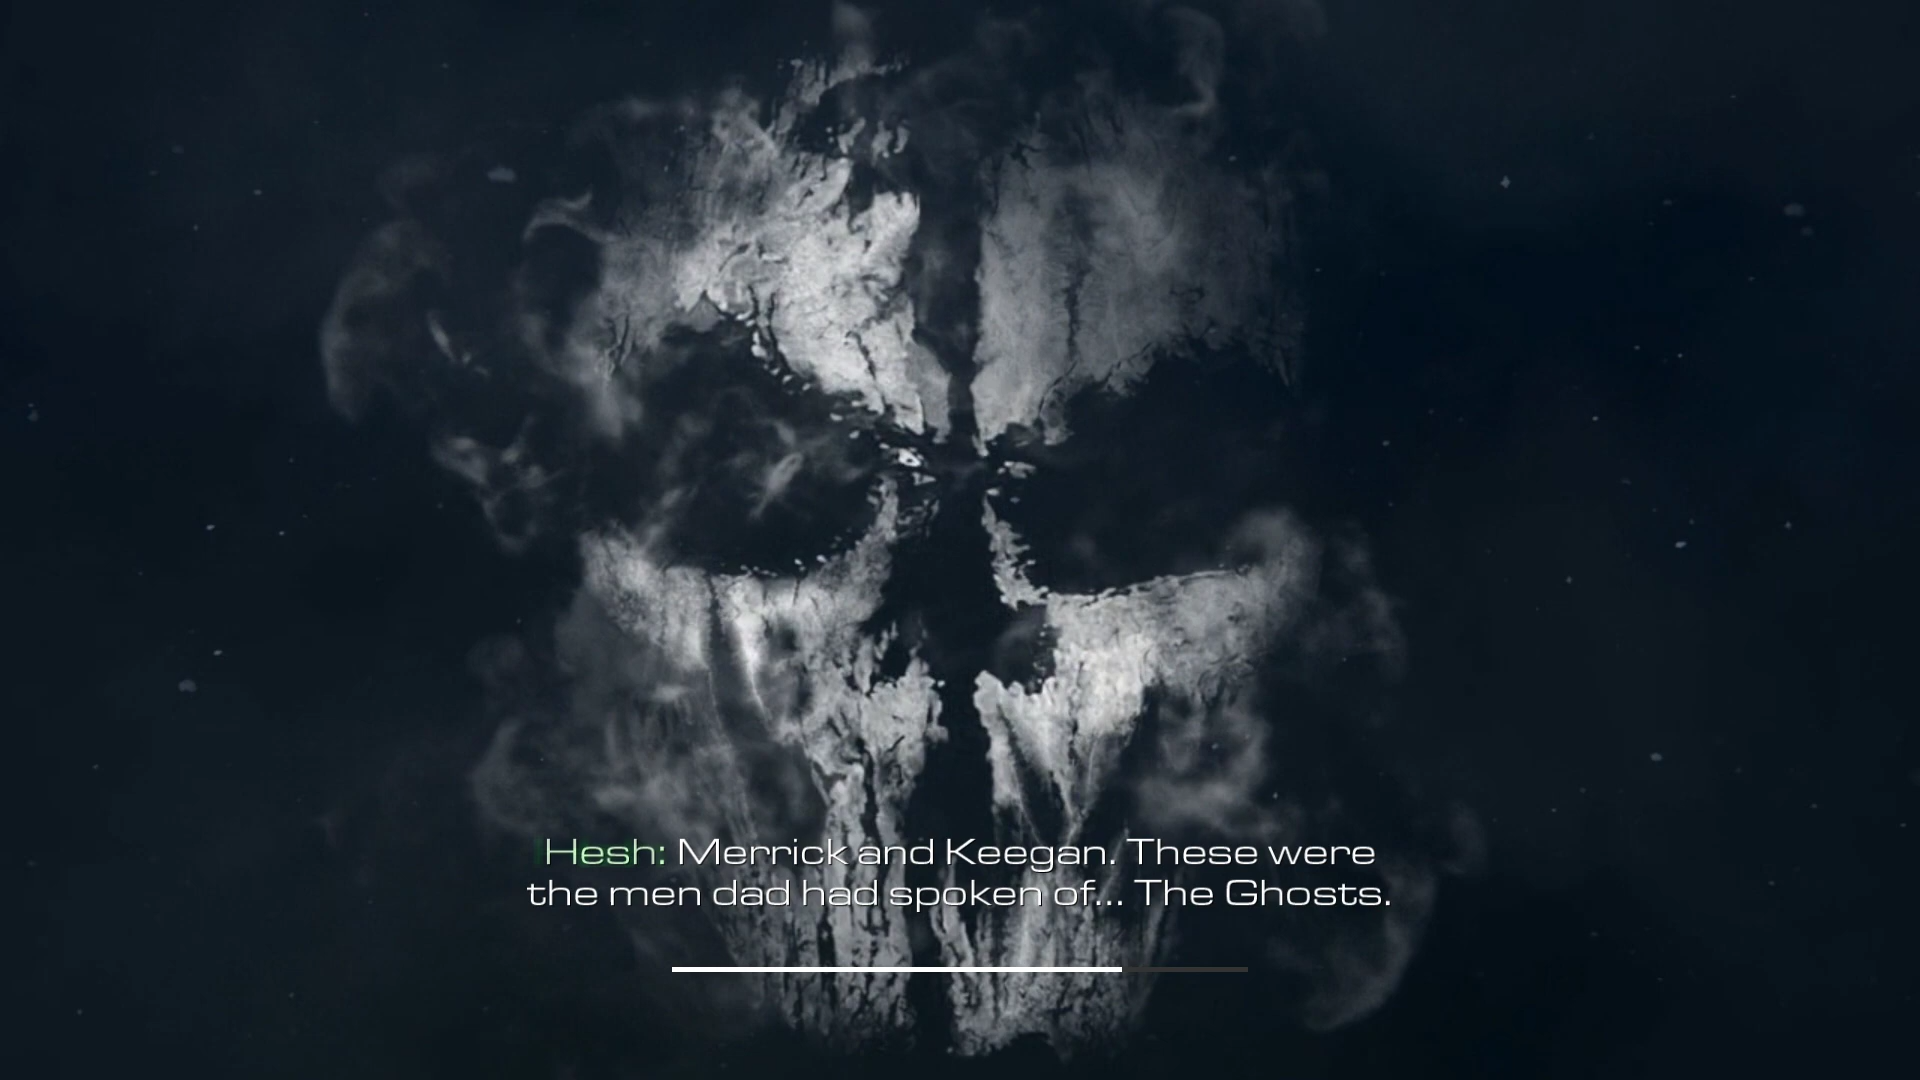 Hesh: Merrick and Keegan. These were
the men dad had spoken of... The Ghosts.